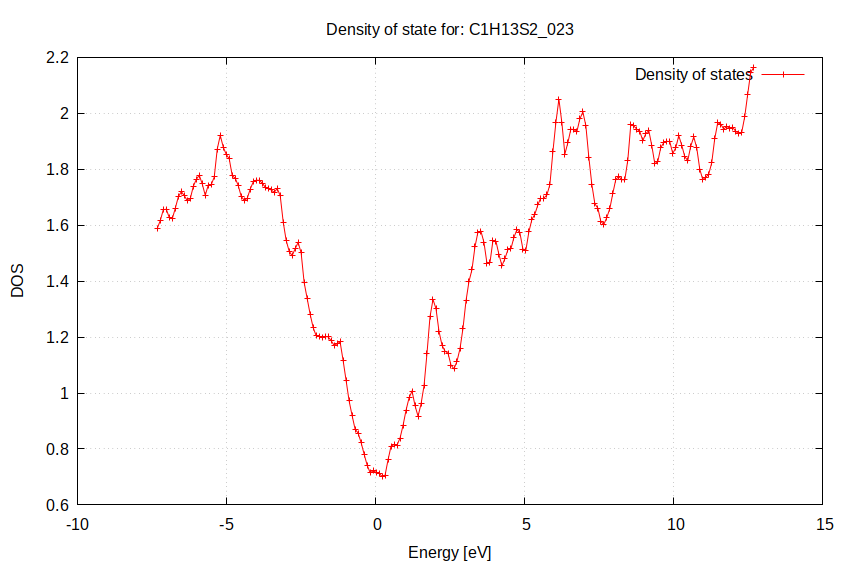 Density of state for: C1H13S2_023
2.2
Density of states
2
1.8
1.6
1.4
DOS
1.2
1
0.8
0.6
-10 -5 0 5 10 15
Energy [eV]